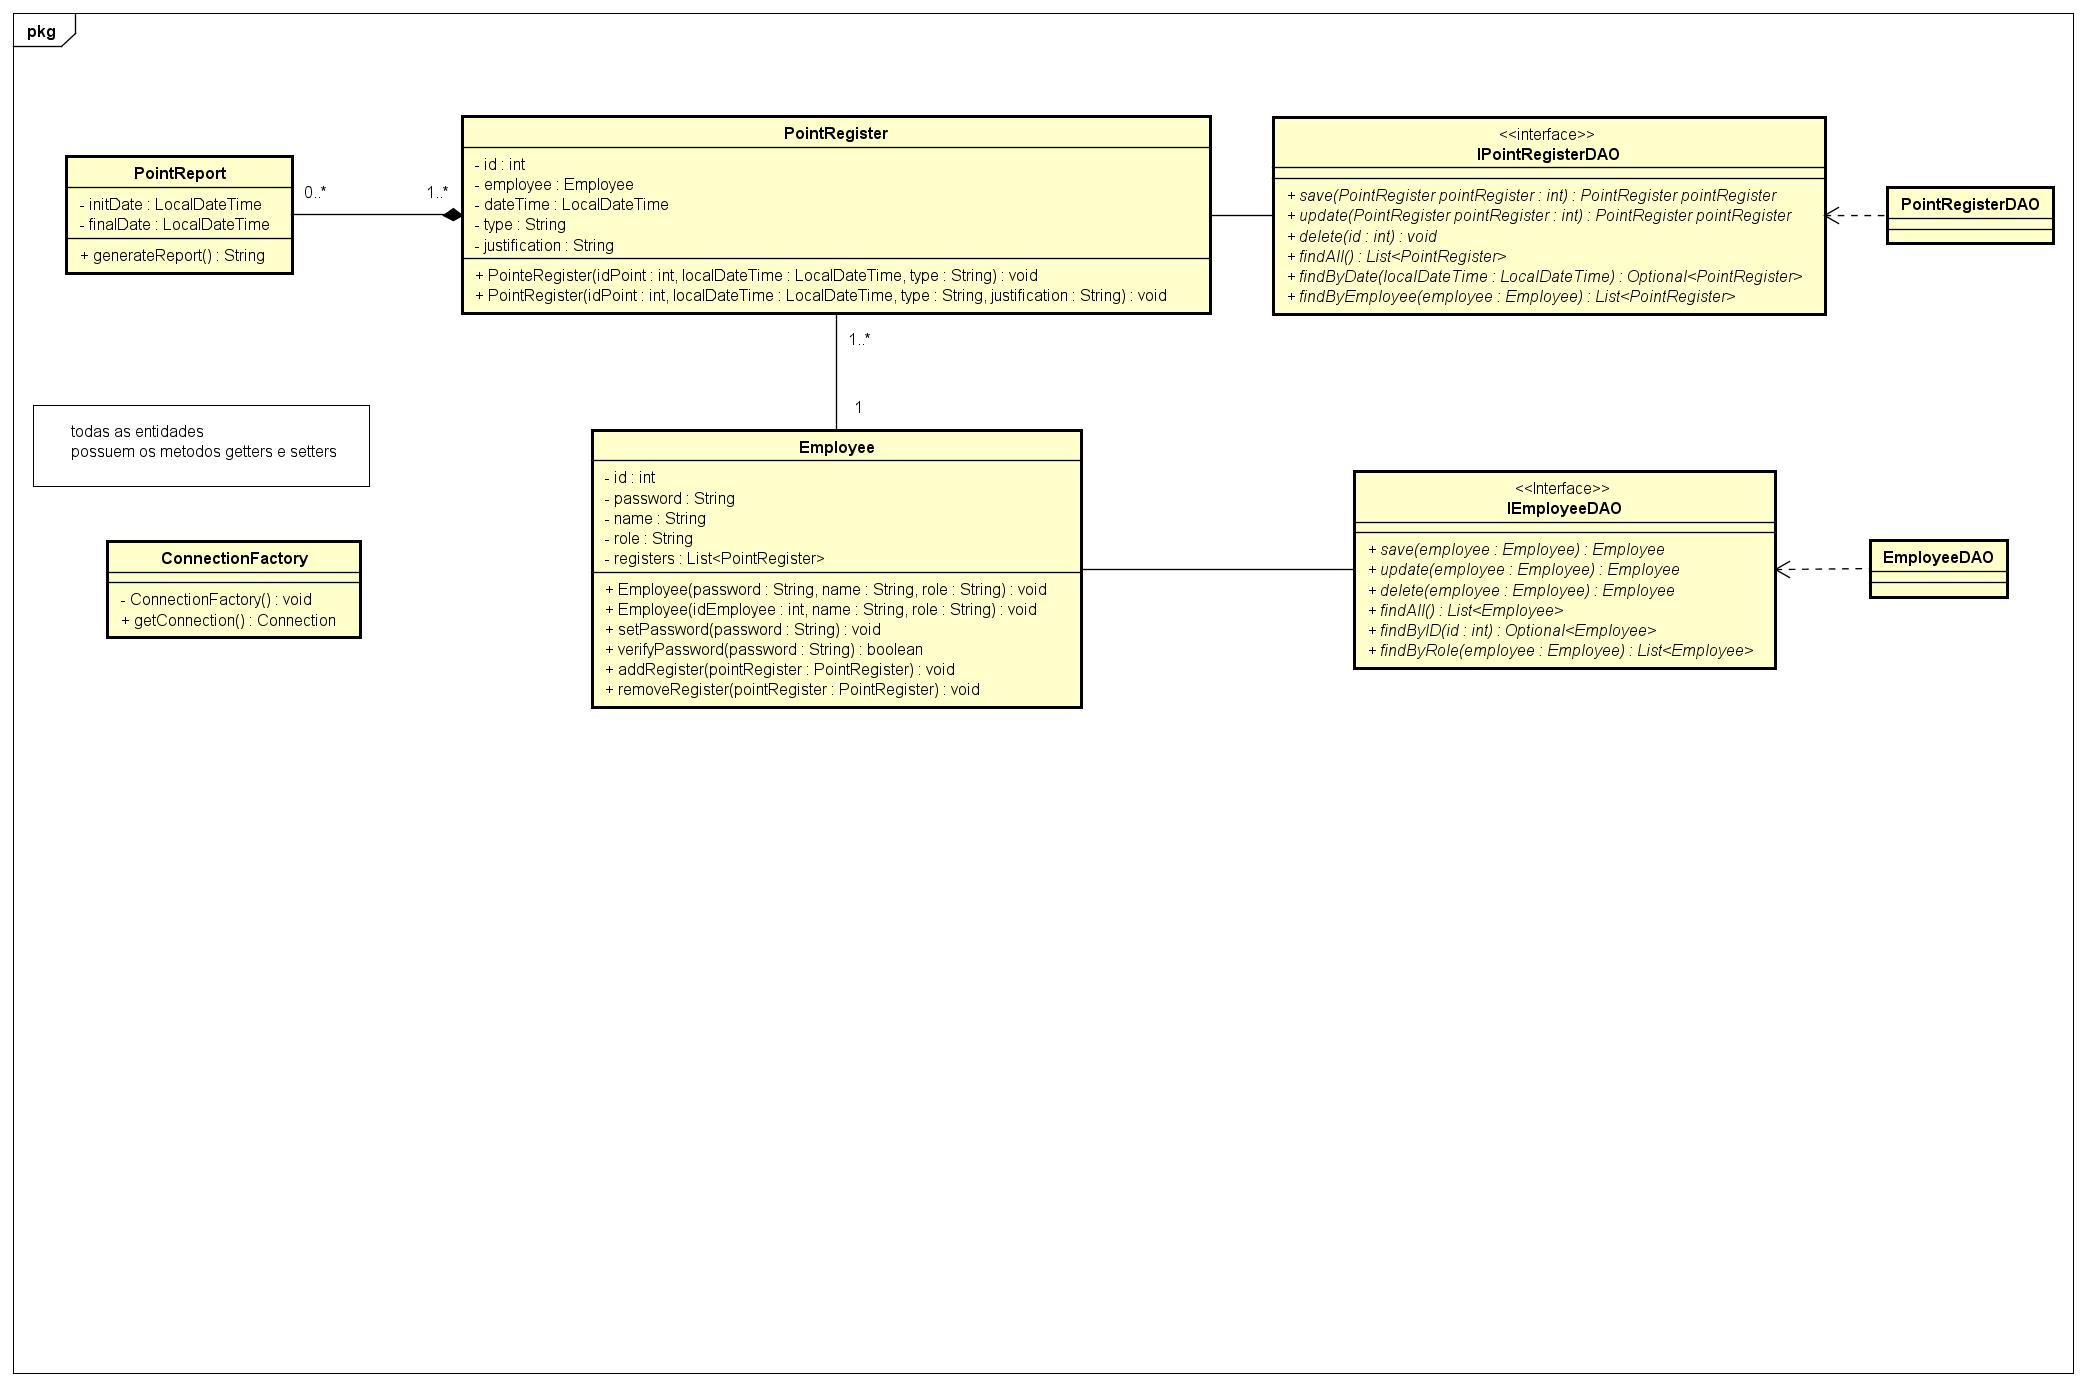 pkg
PointReport
- initDate : LocalDateTime
- finalDate : LocalDateTime
+ generateReport() : String
0..*
1..*
PointRegister
- id : int
- employee : Employee
- dateTime : LocalDateTime
- type : String
- justification : String
+ PointeRegister(idPoint : int, localDateTime : LocalDateTime, type : String) : void
+ PointRegister(idPoint : int, localDateTime : LocalDateTime, type : String, justification : String) : void
<<interface>>
IPointRegisterDAO
+ save(PointRegister pointRegister : int) : PointRegister pointRegister
+ update(PointRegister pointRegister : int) : PointRegister pointRegister
+ delete(id : int) : void
+ findAll() : List<PointRegister>
+ findByDate(localDateTime : LocalDateTime) : Optional<PointRegister>
+ findByEmployee(employee : Employee) : List<PointRegister>
PointRegisterDAO
1..*
1
todas as entidades
possuem os metodos getters e setters
ConnectionFactory
- ConnectionFactory() : void
+ getConnection() : Connection
Employee
- id : int
- password : String
- name : String
- role : String
- registers : List<PointRegister>
+ Employee(password : String, name : String, role : String) : void
+ Employee(idEmployee : int, name : String, role : String) : void
+ setPassword(password : String) : void
+ verifyPassword(password : String) : boolean
+ addRegister(pointRegister : PointRegister) : void
+ removeRegister(pointRegister : PointRegister) : void
<<Interface>>
IEmployeeDAO
+ save(employee : Employee) : Employee
+ update(employee : Employee) : Employee
+ delete(employee : Employee) : Employee
+ findAll() : List<Employee>
+ findByID(id : int) : Optional<Employee>
+ findByRole(employee : Employee) : List<Employee>
EmployeeDAO